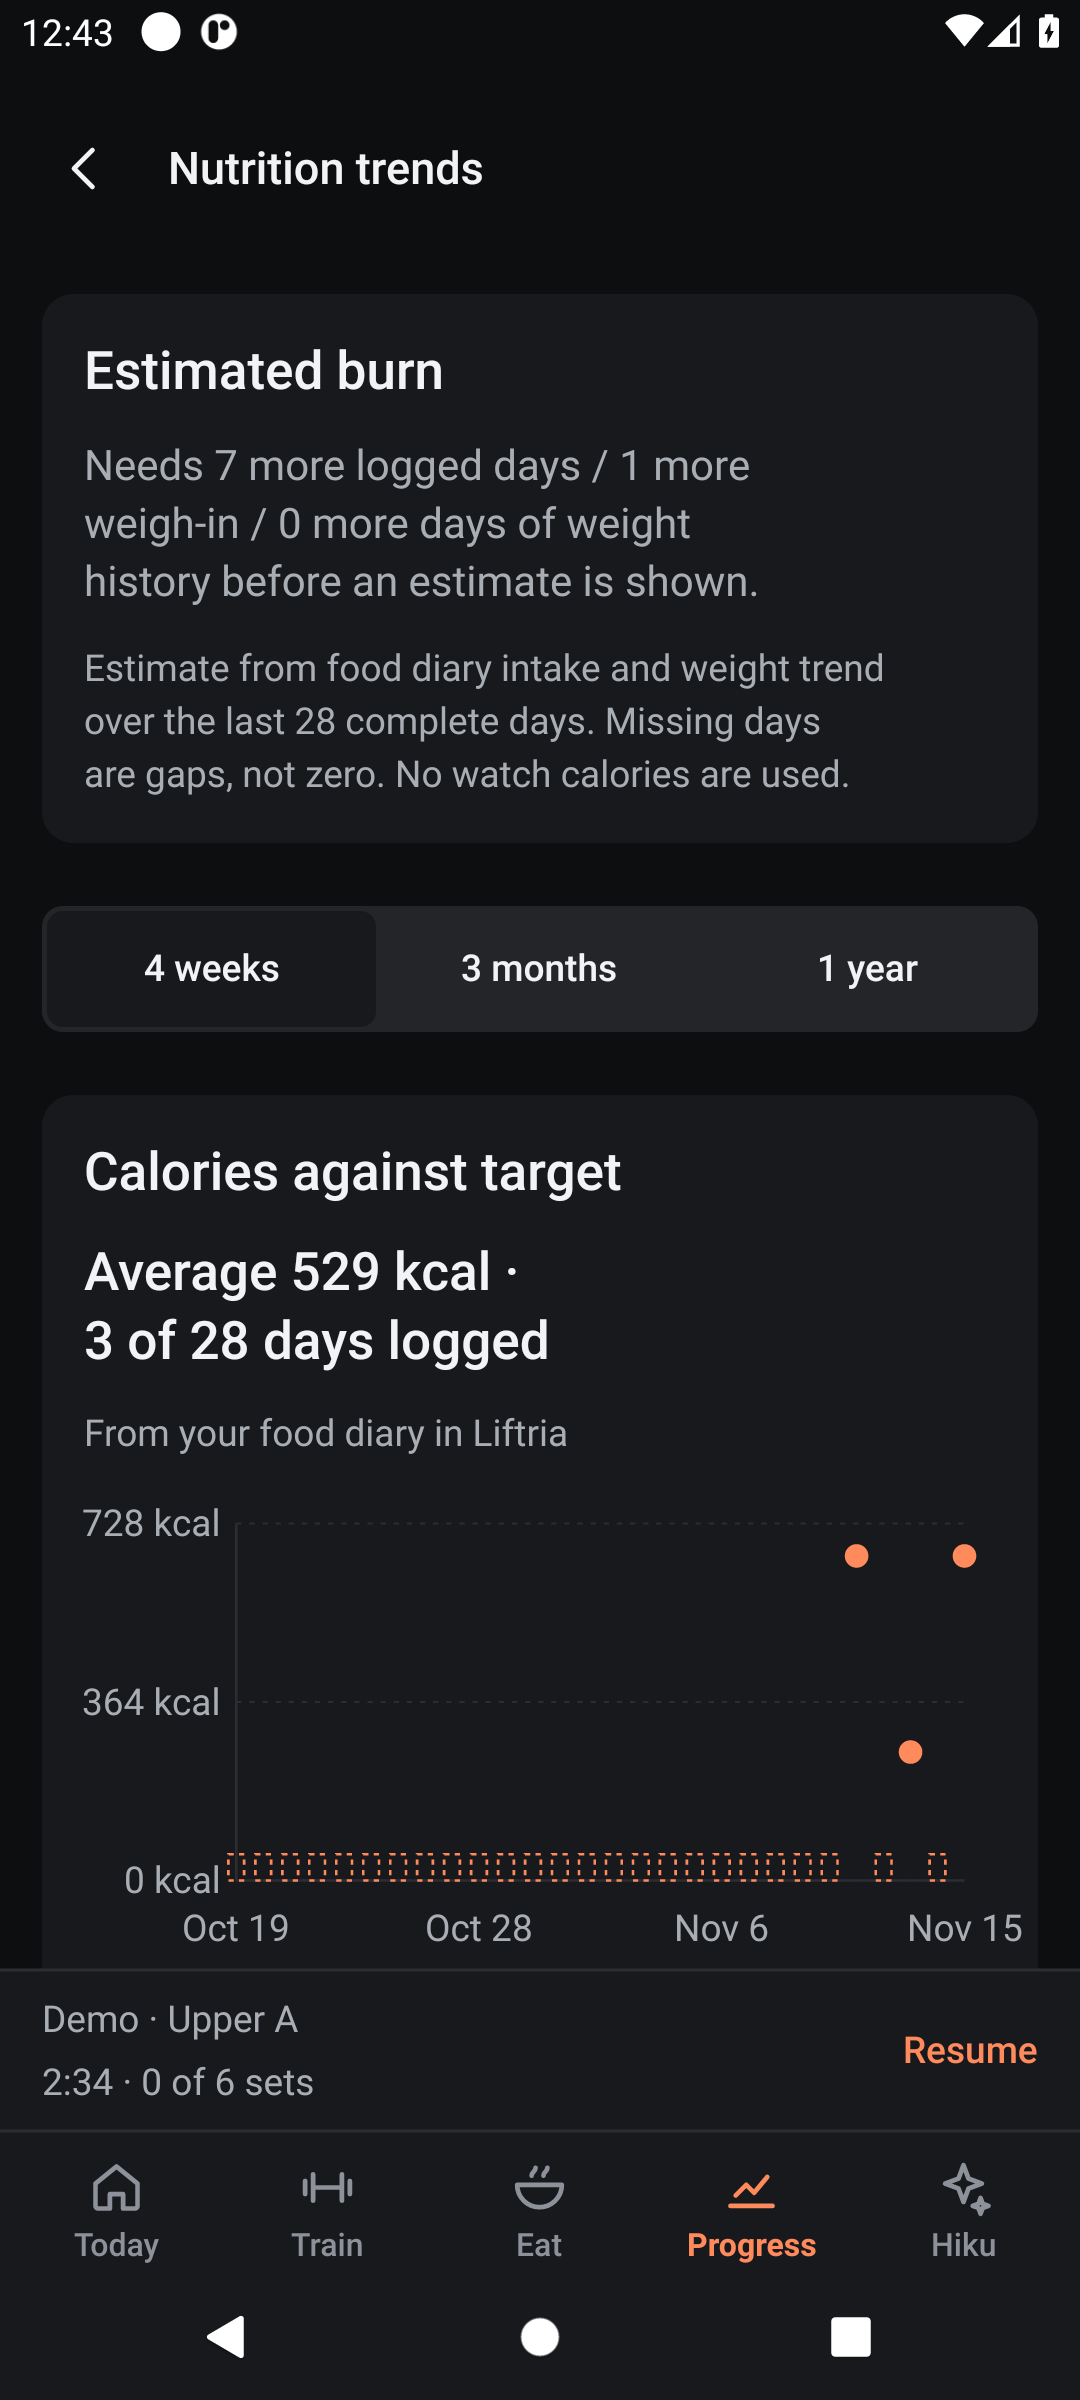 12:43
Nutrition trends
Estimated burn
Needs 7 more logged days / 1 more
weigh-in / 0 more days of weight
history before an estimate is shown.
Estimate from food diary intake and weight trend
over the last 28 complete days. Missing days
are gaps, not zero. No watch calories are used.
4 weeks
3 months
1 year
Calories against target
Average 529 kcal ·
3 of 28 days logged
From your food diary in Liftria
728 kcal
364 kcal
0 kcal
Oct 19
Oct 28
Nov 6
Nov 15
Demo · Upper A
2:34 · 0 of 6 sets
Resume
Today
Train
Eat
Progress
Hiku